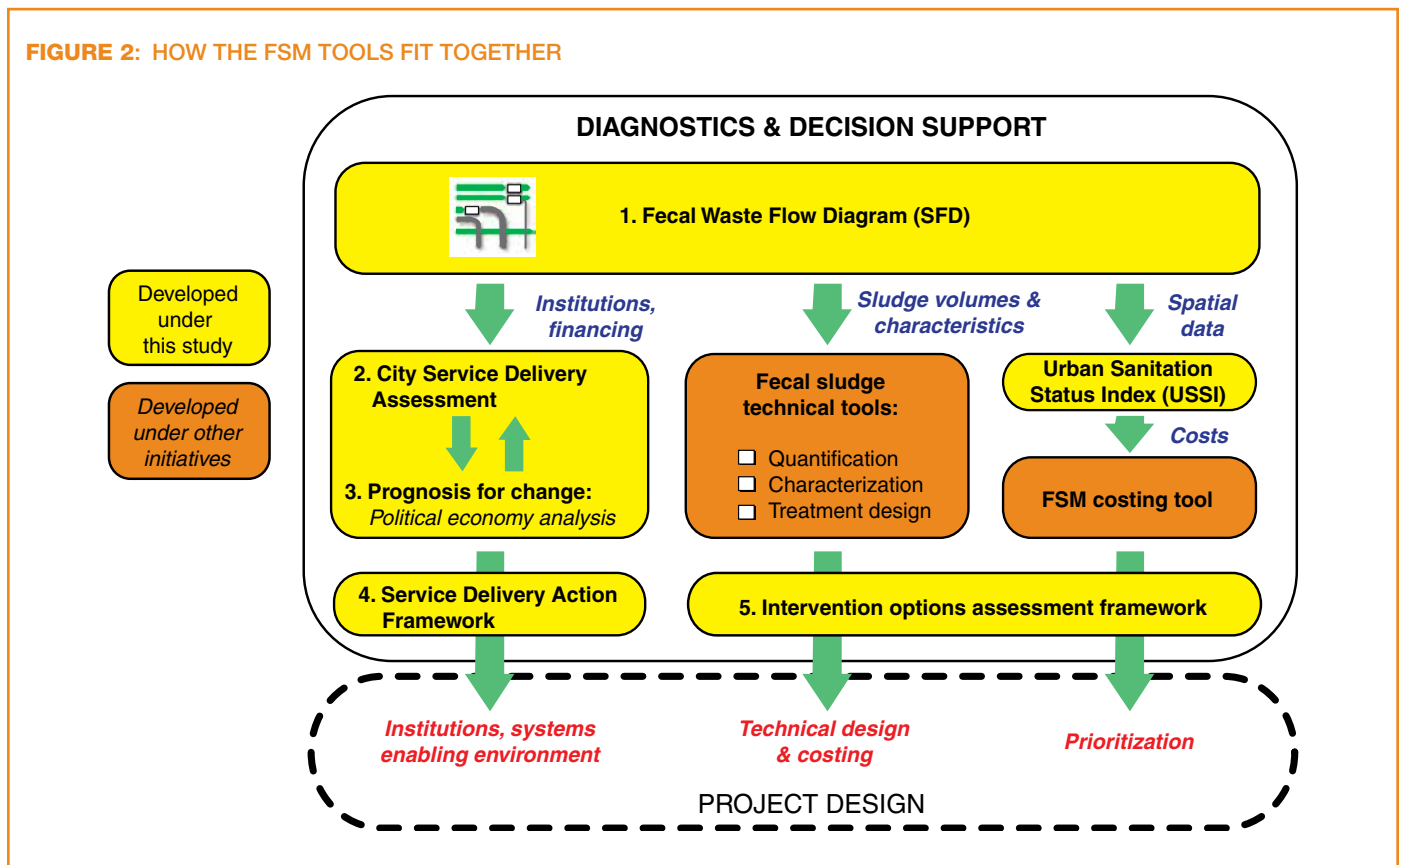 FIGURE 2: HOW THE FSM TOOLS FIT TOGETHER
DIAGNOSTICS & DECISION SUPPORT
1. Fecal Waste Flow Diagram (SFD)
Developed
under
this study
Developed
under other
initiatives
Institutions,
financing
Sludge volumes &
characteristics
Spatial
data
2. City Service Delivery
Assessment
3. Prognosis for change:
Political economy analysis
Fecal sludge
technical tools:
Quantification
Characterization
Treatment design
Urban Sanitation
Status Index (USSI)
Costs
FSM costing tool
4. Service Delivery Action
Framework
5. Intervention options assessment framework
Institutions, systems
enabling environment
Technical design
& costing
Prioritization
PROJECT DESIGN